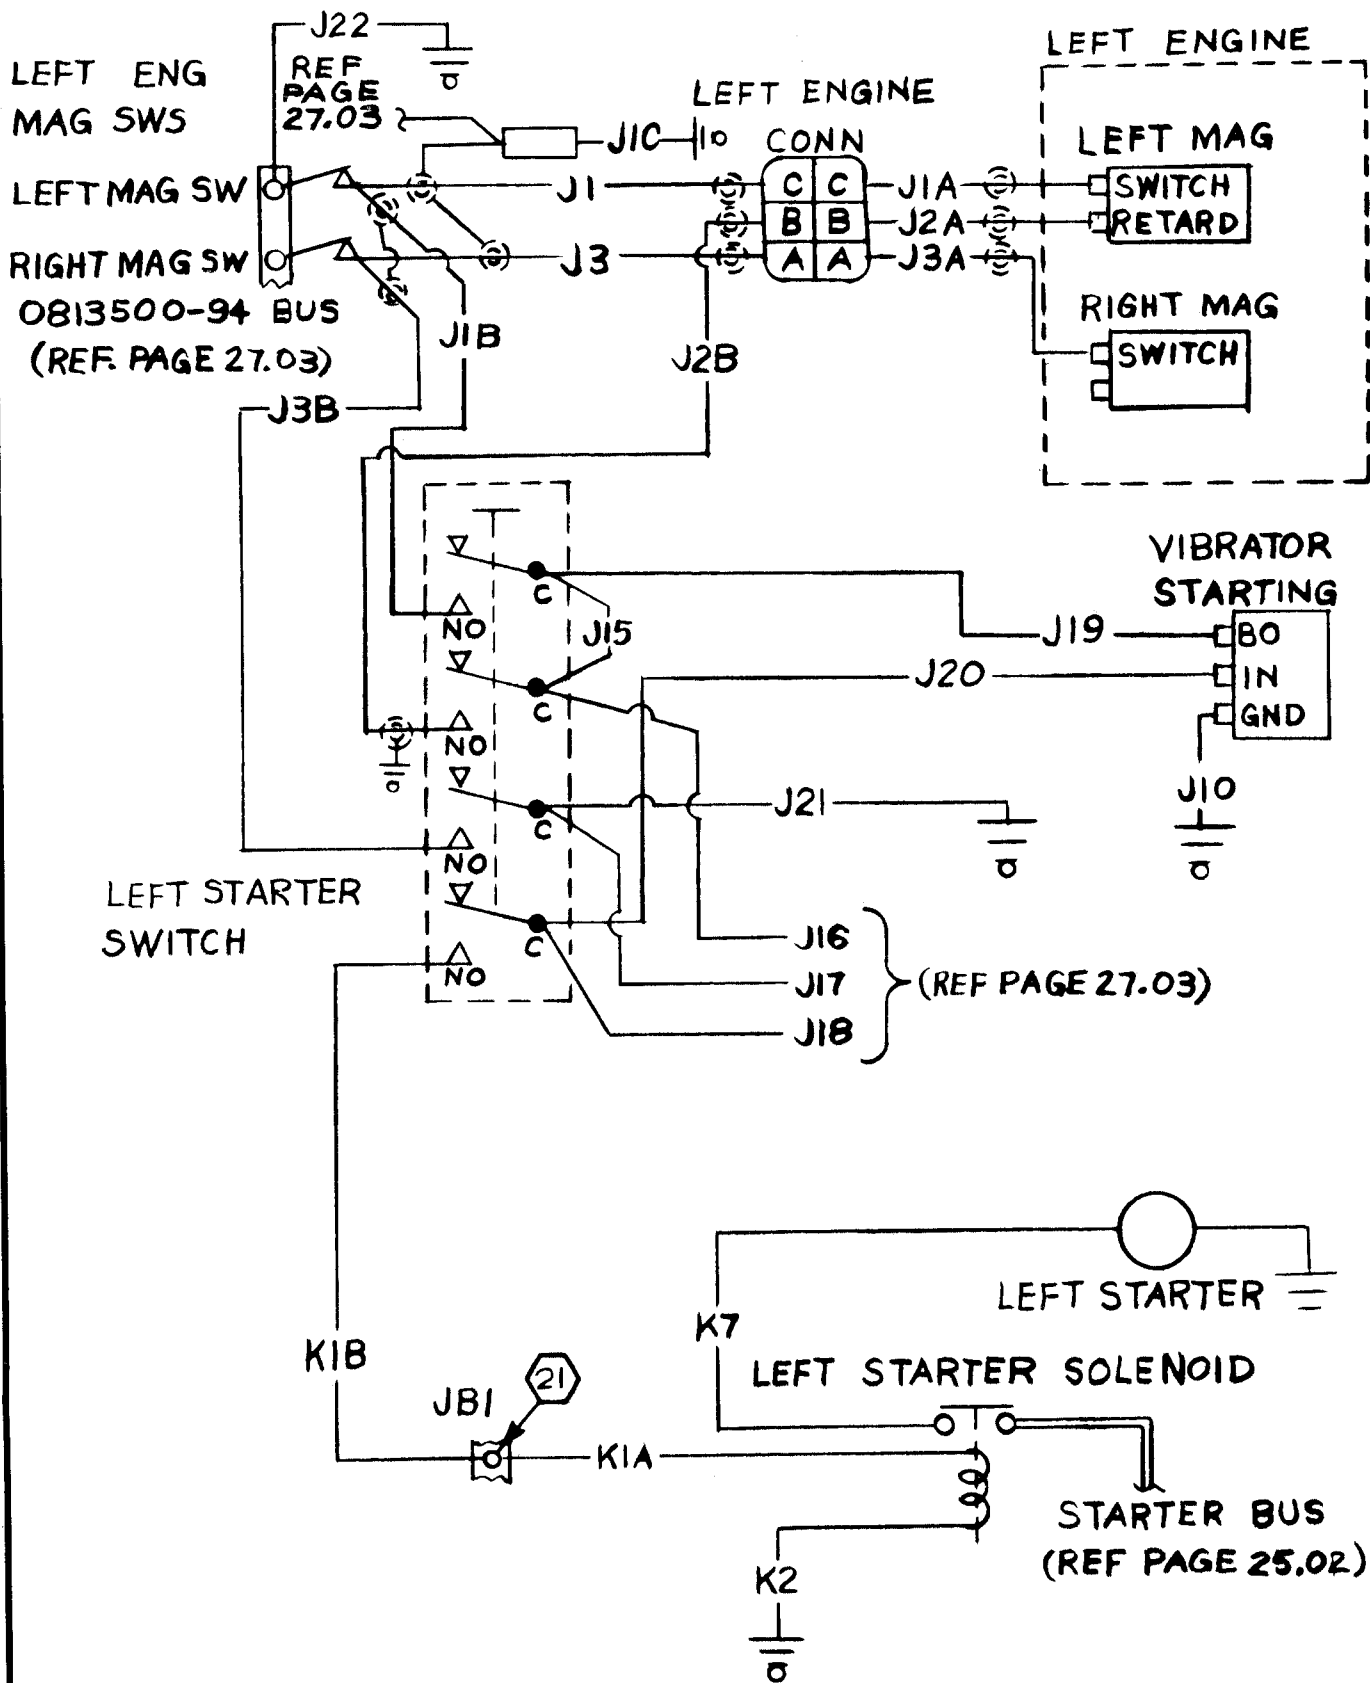 J22
LEFT ENG
MAG SWS
REF
PAGE
27.03
LEFT ENGINE
CONN
LEFT ENGINE
J1C
LEFT MAG
LEFT MAG SW
J1
C C
J1A
SWITCH
B B
J2A
RETARD
RIGHT MAG SW
J3
A A
J3A
0813500-94 BUS
(REF. PAGE 27.03)
J1B
J2B
RIGHT MAG
SWITCH
J3B
VIBRATOR
STARTING
C
NO
J15
J19
BO
J20
IN
C
GND
NO
J10
J21
C
NO
LEFT STARTER
SWITCH
C
NO
J16
J17
J18
(REF PAGE 27.03)
LEFT STARTER
K7
K1B
LEFT STARTER SOLENOID
JB1
21
K1A
STARTER BUS
(REF PAGE 25.02)
K2